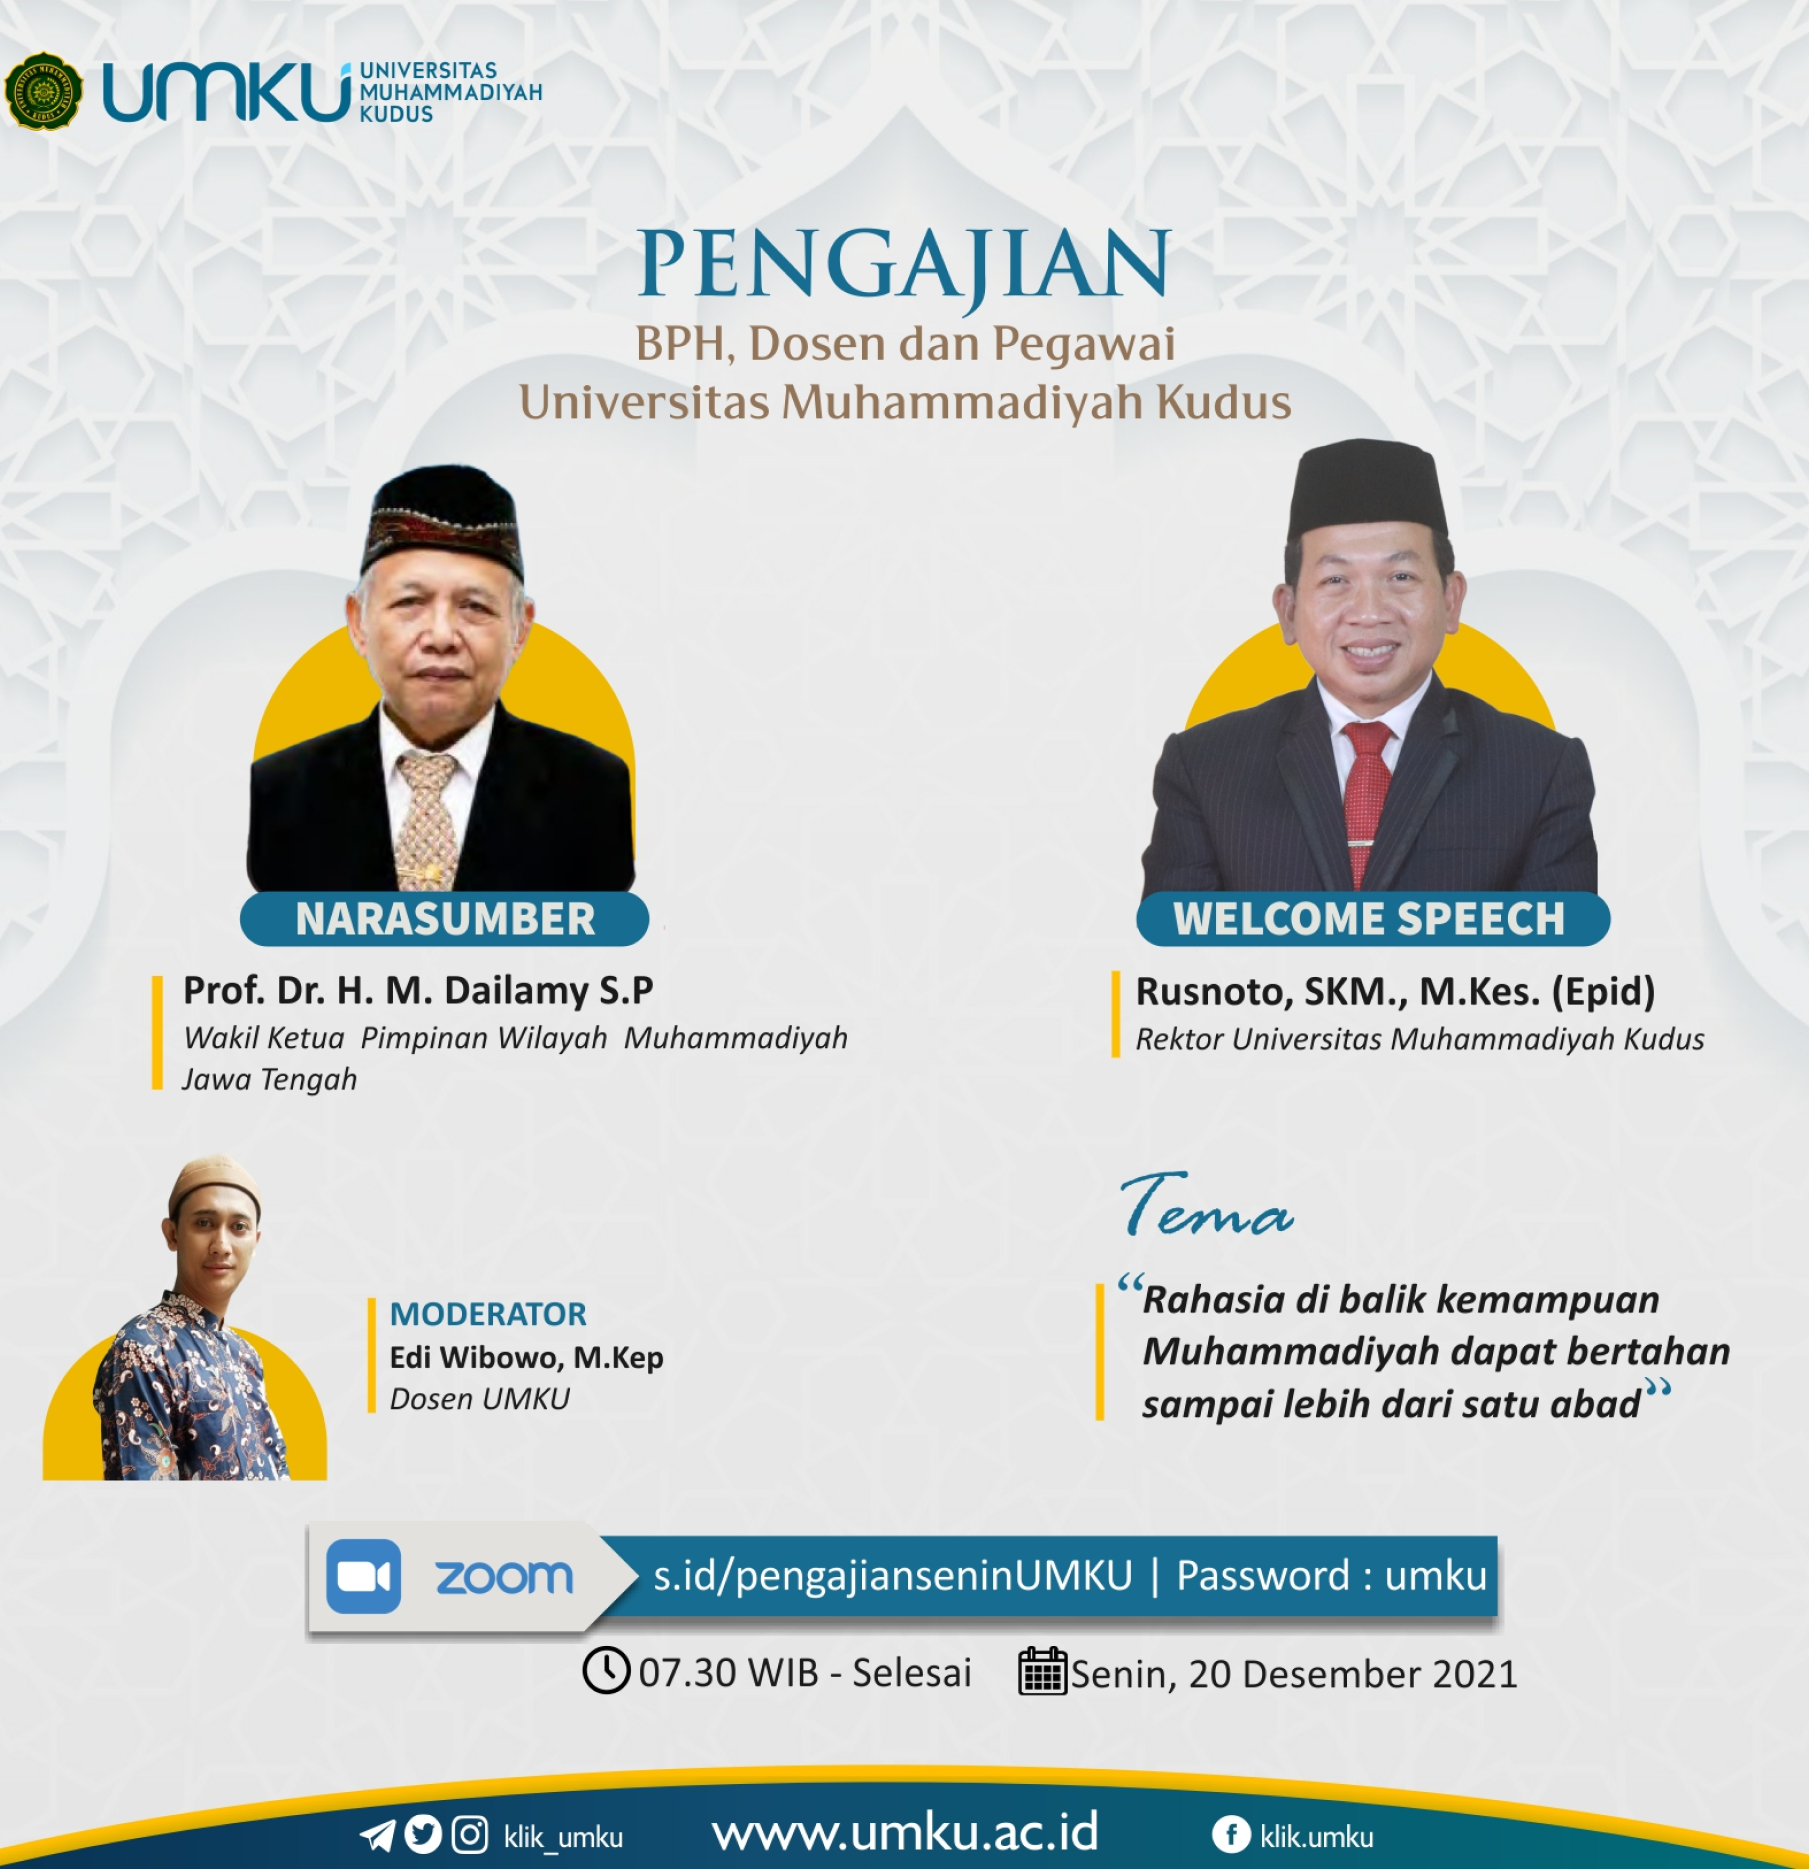 UMKU
UNIVERSITAS
MUHAMMADIYAH
KUDUS
PENGAJIAN
BPH, Dosen dan Pegawai
Universitas Muhammadiyah Kudus
NARASUMBER
Prof. Dr. H. M. Dailamy S.P
Wakil Ketua Pimpinan Wilayah Muhammadiyah
Jawa Tengah
WELCOME SPEECH
Rusnoto, SKM., M.Kes. (Epid)
Rektor Universitas Muhammadiyah Kudus
MODERATOR
Edi Wibowo, M.Kep
Dosen UMKU
Tema
“Rahasia di balik kemampuan
Muhammadiyah dapat bertahan
sampai lebih dari satu abad”
zoom
s.id/pengajianseninUMKU | Password : umku
07.30 WIB - Selesai
Senin, 20 Desember 2021
klik_umku
www.umku.ac.id
klik.umku